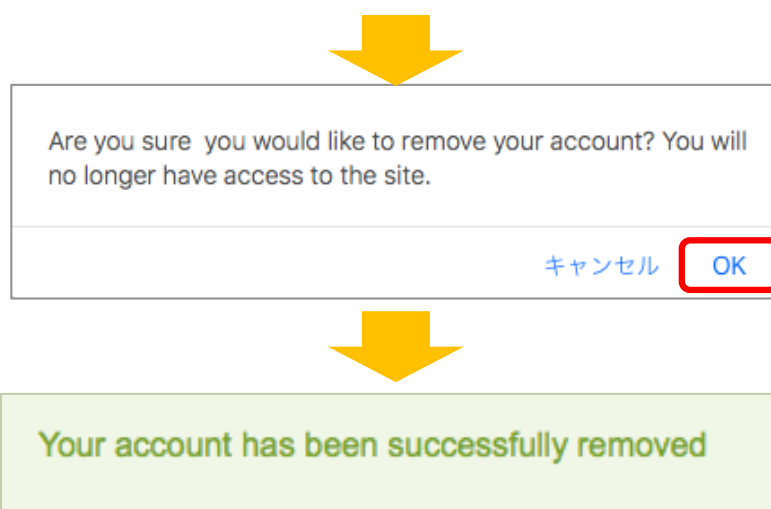 Are you sure  you would like to remove your account? You will
no longer have access to the site.
キャンセル OK
Your account has been successfully removed